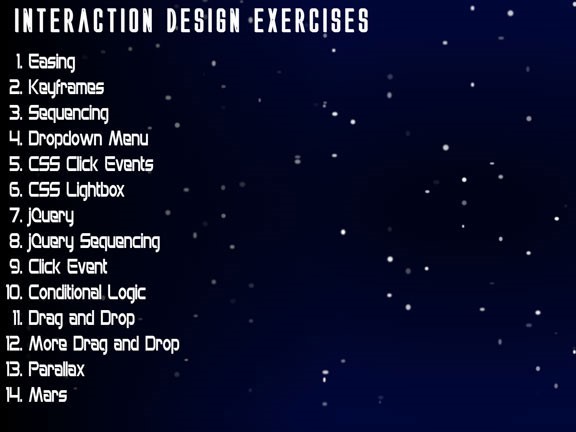 INTERACTION DESIGN EXERCISES
1. Easing
2. Keyframes
3. Sequencing
4. Dropdown Menu
5. CSS Click Events
6. CSS Lightbox
7. jQuery
8. jQuery Sequencing
9. Click Event
10. Conditional Logic
11. Drag and Drop
12. More Drag and Drop
13. Parallax
14. Mars